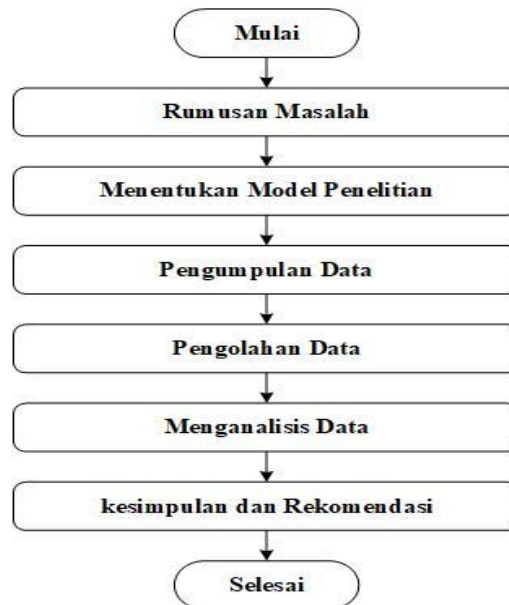 Mulai
Rumusan Masalah
Menentukan Model Penelitian
Pengumpulan Data
Pengolahan Data
Menganalisis Data
kesimpulan dan Rekomendasi
Selesai